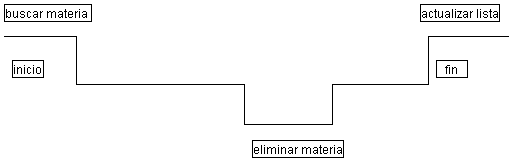 buscar materia
actualizar lista
inicio
fin
eliminar materia